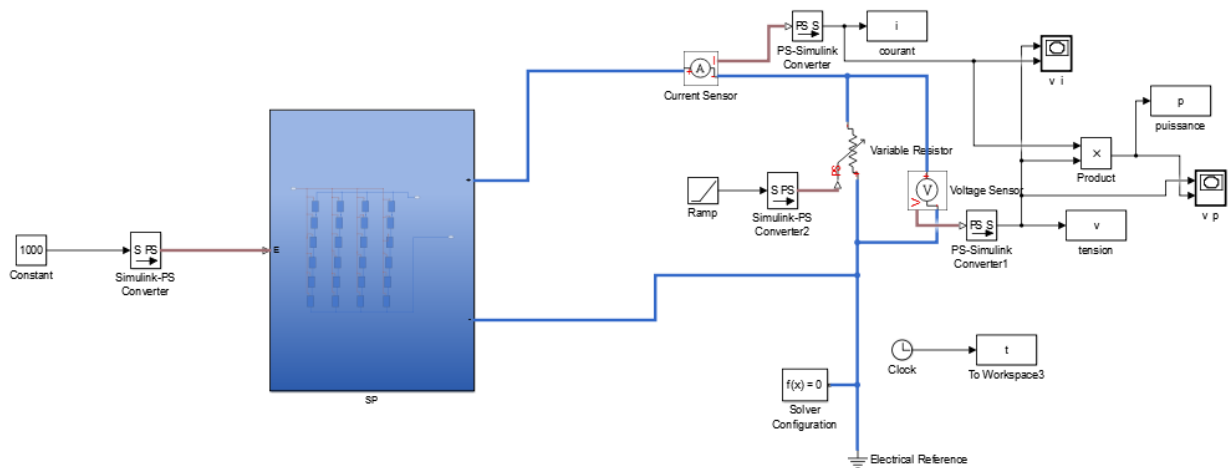 PS S
PS-Simulink
Converter
i
courant
A
Current Sensor
v i
p
puissance
Variable Resistor
PS
×
Product
V
Voltage Sensor
V
v p
Ramp
S PS
Simulink-PS
Converter2
PS S
PS-Simulink
Converter1
v
tension
1000
Constant
S PS
Simulink-PS
Converter
SP
Clock
t
To Workspace3
f(x) = 0
Solver
Configuration
Electrical Reference